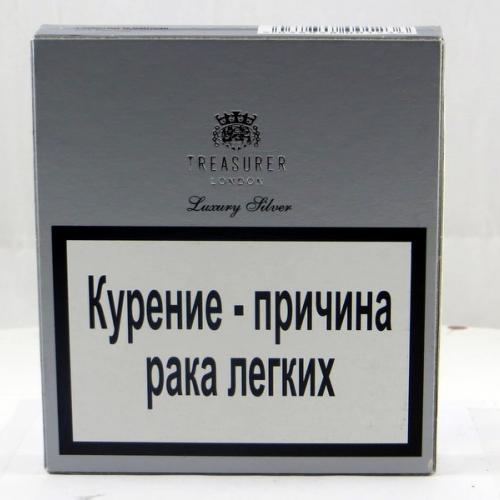 TREASURER
LONDON
Luxury Silver
Курение - причина
рака легких